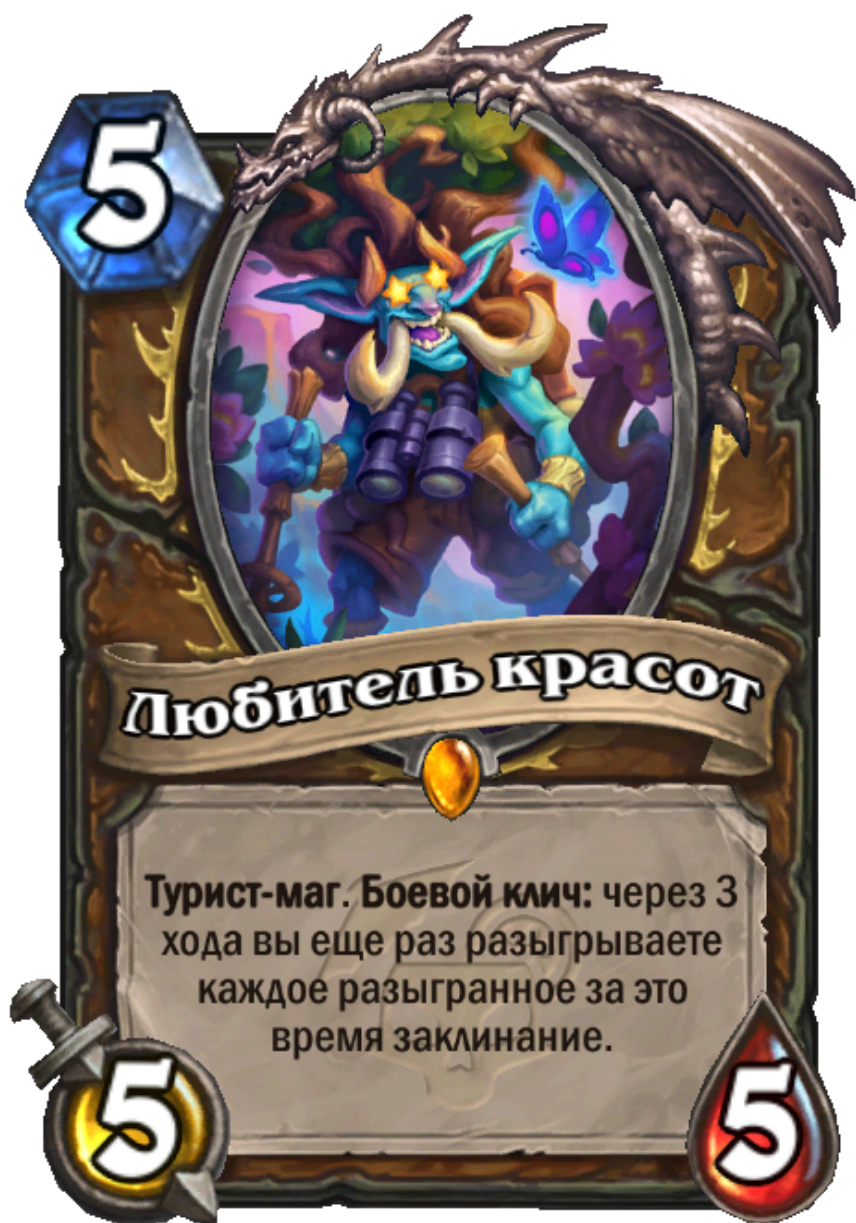 5
Любитель красот
Турист-маг. Боевой клич: через 3
хода вы еще раз разыгрываете
каждое разыгранное за это
время заклинание.
5
5